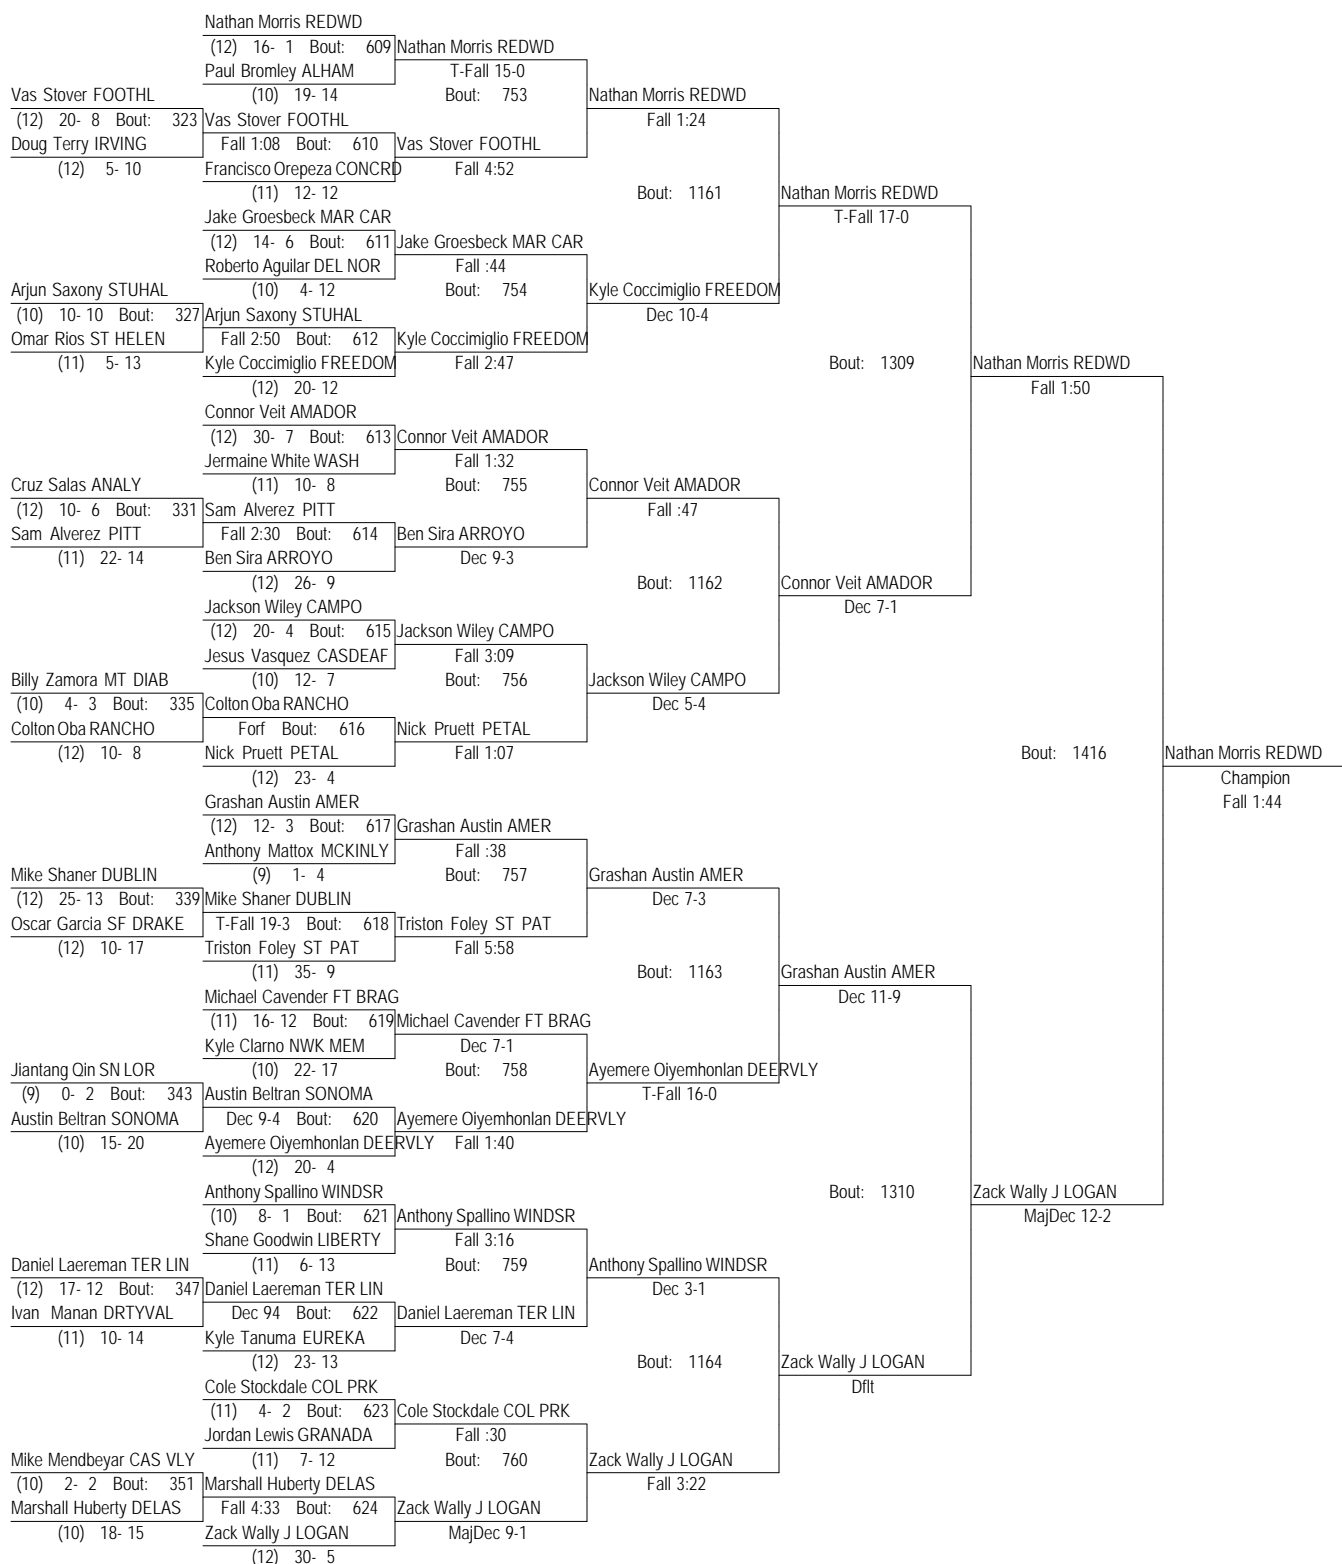 Nathan Morris REDWD
(12) 16- 1 Bout: 609 Nathan Morris REDWD
Paul Bromley ALHAM T-Fall 15-0
Vas Stover FOOTHL (10) 19- 14 Bout: 753 Nathan Morris REDWD
(12) 20- 8 Bout: 323 Vas Stover FOOTHL Fall 1:24
Doug Terry IRVING Fall 1:08 Bout: 610 Vas Stover FOOTHL
(12) 5- 10 Francisco Orepeza CONCRD Fall 4:52
(11) 12- 12 Bout: 1161 Nathan Morris REDWD
Jake Groesbeck MAR CAR T-Fall 17-0
(12) 14- 6 Bout: 611 Jake Groesbeck MAR CAR
Roberto Aguilar DEL NOR Fall :44
Arjun Saxony STUHAL (10) 4- 12 Bout: 754 Kyle Coccimiglio FREEDOM
(10) 10- 10 Bout: 327 Arjun Saxony STUHAL Dec 10-4
Omar Rios ST HELEN Fall 2:50 Bout: 612 Kyle Coccimiglio FREEDOM
(11) 5- 13 Kyle Coccimiglio FREEDOM Fall 2:47 Bout: 1309 Nathan Morris REDWD
(12) 20- 12 Fall 1:50
Connor Veit AMADOR
(12) 30- 7 Bout: 613 Connor Veit AMADOR
Jermaine White WASH Fall 1:32
Cruz Salas ANALY (11) 10- 8 Bout: 755 Connor Veit AMADOR
(12) 10- 6 Bout: 331 Sam Alverez PITT Fall :47
Sam Alverez PITT Fall 2:30 Bout: 614 Ben Sira ARROYO
(11) 22- 14 Ben Sira ARROYO Dec 9-3
(12) 26- 9 Bout: 1162 Connor Veit AMADOR
Jackson Wiley CAMPO Dec 7-1
(12) 20- 4 Bout: 615 Jackson Wiley CAMPO
Jesus Vasquez CASDEAF Fall 3:09
Billy Zamora MT DIAB (10) 12- 7 Bout: 756 Jackson Wiley CAMPO
(10) 4- 3 Bout: 335 Colton Oba RANCHO Dec 5-4
Colton Oba RANCHO Forf Bout: 616 Nick Pruett PETAL
(12) 10- 8 Nick Pruett PETAL Fall 1:07 Bout: 1416 Nathan Morris REDWD
(12) 23- 4 Champion
Grashan Austin AMER Fall 1:44
(12) 12- 3 Bout: 617 Grashan Austin AMER
Anthony Mattox MCKINLY Fall :38
Mike Shaner DUBLIN (9) 1- 4 Bout: 757 Grashan Austin AMER
(12) 25- 13 Bout: 339 Mike Shaner DUBLIN Dec 7-3
Oscar Garcia SF DRAKE T-Fall 19-3 Bout: 618 Triston Foley ST PAT
(12) 10- 17 Triston Foley ST PAT Fall 5:58
(11) 35- 9 Bout: 1163 Grashan Austin AMER
Michael Cavender FT BRAG Dec 11-9
(11) 16- 12 Bout: 619 Michael Cavender FT BRAG
Kyle Clarno NWK MEM Dec 7-1
Jiantang Qin SN LOR (10) 22- 17 Bout: 758 Ayemere Oiyemhonlan DEERVLY
(9) 0- 2 Bout: 343 Austin Beltran SONOMA T-Fall 16-0
Austin Beltran SONOMA Dec 9-4 Bout: 620 Ayemere Oiyemhonlan DEERVLY
(10) 15- 20 Ayemere Oiyemhonlan DEERVLY Fall 1:40
(12) 20- 4
Anthony Spallino WINDSR Bout: 1310 Zack Wally J LOGAN
(10) 8- 1 Bout: 621 Anthony Spallino WINDSR MajDec 12-2
Shane Goodwin LIBERTY Fall 3:16
Daniel Laereman TER LIN (11) 6- 13 Bout: 759 Anthony Spallino WINDSR
(12) 17- 12 Bout: 347 Daniel Laereman TER LIN Dec 3-1
Ivan Manan DRTYVAL Dec 94 Bout: 622 Daniel Laereman TER LIN
(11) 10- 14 Kyle Tanuma EUREKA Dec 7-4
(12) 23- 13 Bout: 1164 Zack Wally J LOGAN
Cole Stockdale COL PRK Dflt
(11) 4- 2 Bout: 623 Cole Stockdale COL PRK
Jordan Lewis GRANADA Fall :30
Mike Mendbeyar CAS VLY (11) 7- 12 Bout: 760 Zack Wally J LOGAN
(10) 2- 2 Bout: 351 Marshall Huberty DELAS Fall 3:22
Marshall Huberty DELAS Fall 4:33 Bout: 624 Zack Wally J LOGAN
(10) 18- 15 Zack Wally J LOGAN MajDec 9-1
(12) 30- 5